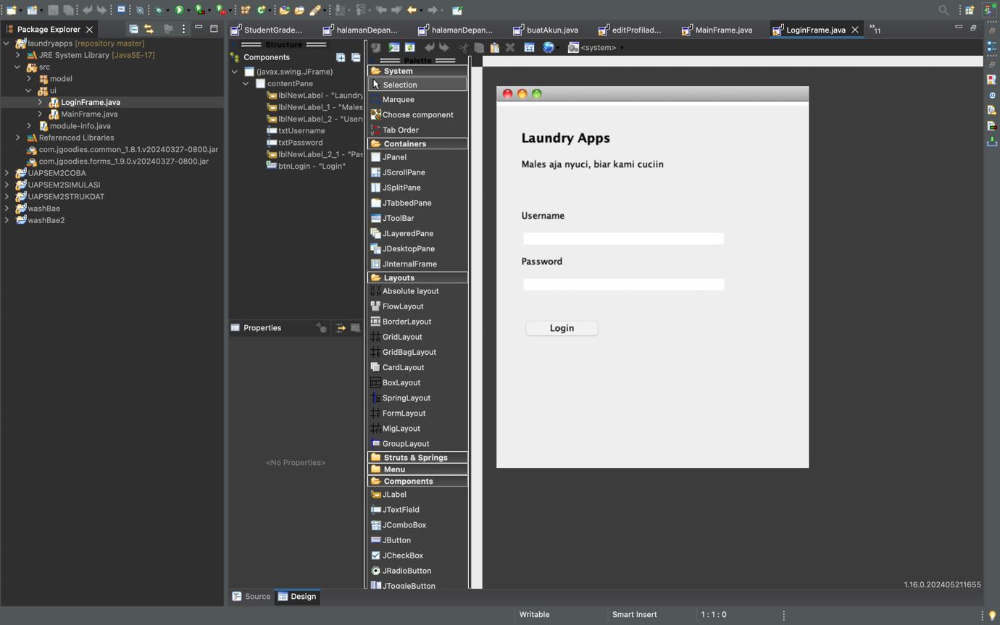 Package Explorer
laundryapps [repository master]
JRE System Library [JavaSE-17]
src
model
ui
LoginFrame.java
MainFrame.java
module-info.java
Referenced Libraries
com.jgoodies.common_1.8.1.v20240327-0800.jar
com.jgoodies.forms_1.9.0.v20240327-0800.jar
UAPSEM2COBA
UAPSEM2SIMULASI
UAPSEM2STRUKDAT
washBae
washBae2
StudentGrade...
halamanDepan...
halamanDepan...
buatAkun.java
editProfilad...
MainFrame.java
LoginFrame.java
»11
Structure
Components
(javax.swing.JFrame)
contentPane
lblNewLabel - "Laundry
lblNewLabel_1 - "Males
lblNewLabel_2 - "Usern
txtUsername
txtPassword
lblNewLabel_2_1 - "Pas
btnLogin - "Login"
Properties
<No Properties>
<system>
Palette
System
Selection
Marquee
Choose component
Tab Order
Containers
JPanel
JScrollPane
JSplitPane
JTabbedPane
JToolBar
JLayeredPane
JDesktopPane
JInternalFrame
Layouts
Absolute layout
FlowLayout
BorderLayout
GridLayout
GridBagLayout
CardLayout
BoxLayout
SpringLayout
FormLayout
MigLayout
GroupLayout
Struts & Springs
Menu
Components
JLabel
JTextField
JComboBox
JButton
JCheckBox
JRadioButton
JToggleButton
Laundry Apps
Males aja nyuci, biar kami cuciin
Username
Password
Login
1.16.0.202405211655
Source
Design
Writable
Smart Insert
1 : 1 : 0